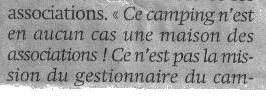 associations. « Ce camping n'est
en aucun cas une maison des
associations ! Ce n'est pas la mis-
sion du gestionnaire du cam-